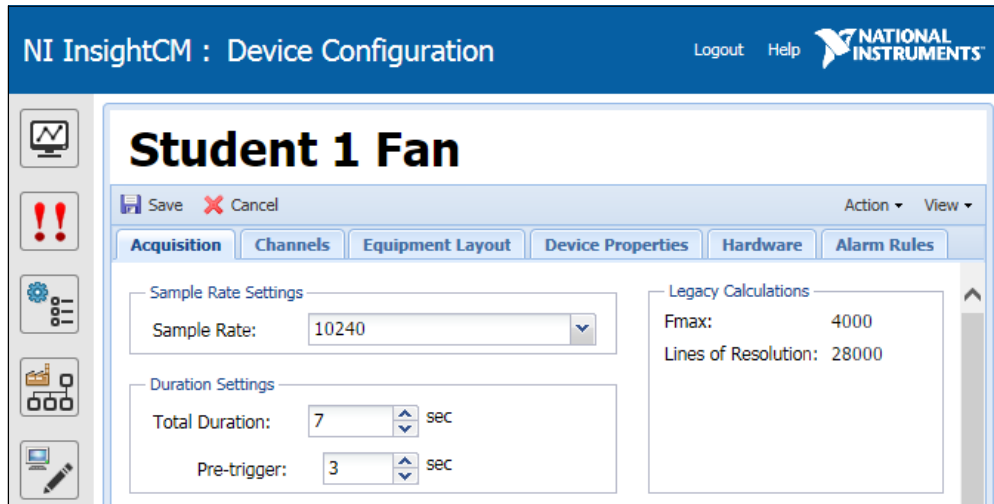 NI InsightCM : Device Configuration
Logout Help
NATIONAL INSTRUMENTS™
Student 1 Fan
Save Cancel
Action View
Acquisition Channels Equipment Layout Device Properties Hardware Alarm Rules
Sample Rate Settings
Sample Rate: 10240
Legacy Calculations
Fmax: 4000
Lines of Resolution: 28000
Duration Settings
Total Duration: 7 sec
Pre-trigger: 3 sec